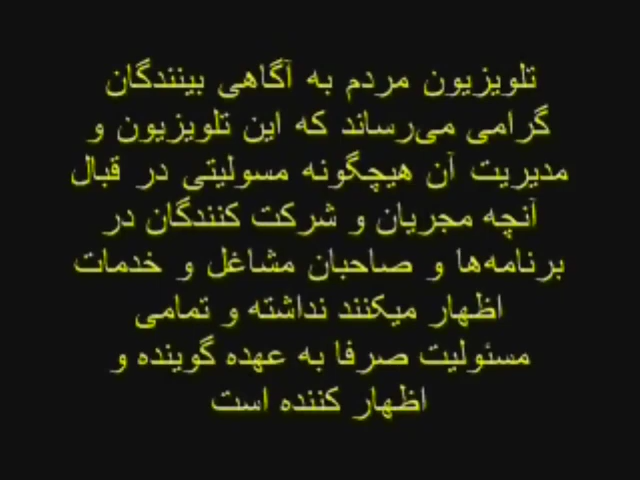 تلویزیون مردم به آگاهی بینندگان
گرامی می‌رساند که این تلویزیون و
مدیریت آن هیچگونه مسولیتی در قبال
آنچه مجریان و شرکت کنندگان در
برنامه‌ها و صاحبان مشاغل و خدمات
اظهار میکنند نداشته و تمامی
مسئولیت صرفا به عهده گوینده و
اظهار کننده است